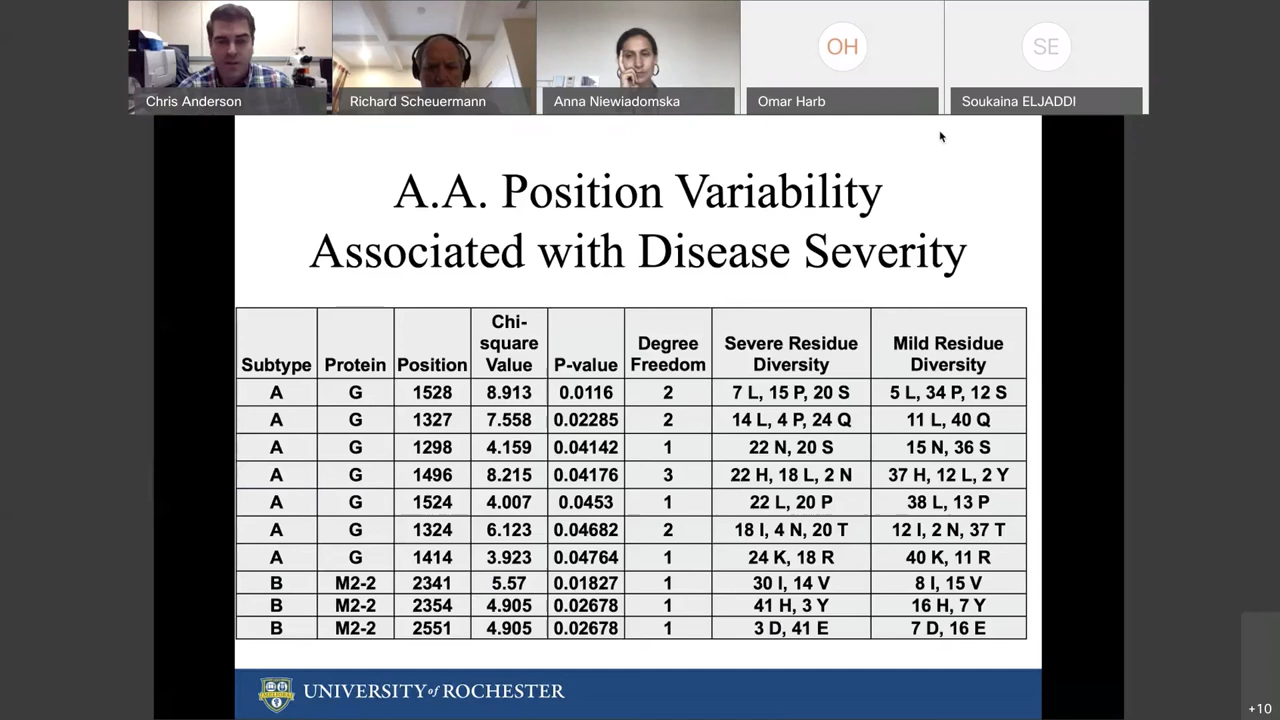 OH
SE
Chris Anderson
Richard Scheuermann
Anna Niewiadomska
Omar Harb
Soukaina ELJADDI
A.A. Position Variability
Associated with Disease Severity
Subtype Protein Position Chi-square Value P-value Degree Freedom Severe Residue Diversity Mild Residue Diversity
A G 1528 8.913 0.0116 2 7 L, 15 P, 20 S 5 L, 34 P, 12 S
A G 1327 7.558 0.02285 2 14 L, 4 P, 24 Q 11 L, 40 Q
A G 1298 4.159 0.04142 1 22 N, 20 S 15 N, 36 S
A G 1496 8.215 0.04176 3 22 H, 18 L, 2 N 37 H, 12 L, 2 Y
A G 1524 4.007 0.0453 1 22 L, 20 P 38 L, 13 P
A G 1324 6.123 0.04682 2 18 I, 4 N, 20 T 12 I, 2 N, 37 T
A G 1414 3.923 0.04764 1 24 K, 18 R 40 K, 11 R
B M2-2 2341 5.57 0.01827 1 30 I, 14 V 8 I, 15 V
B M2-2 2354 4.905 0.02678 1 41 H, 3 Y 16 H, 7 Y
B M2-2 2551 4.905 0.02678 1 3 D, 41 E 7 D, 16 E
UNIVERSITY of ROCHESTER
+10